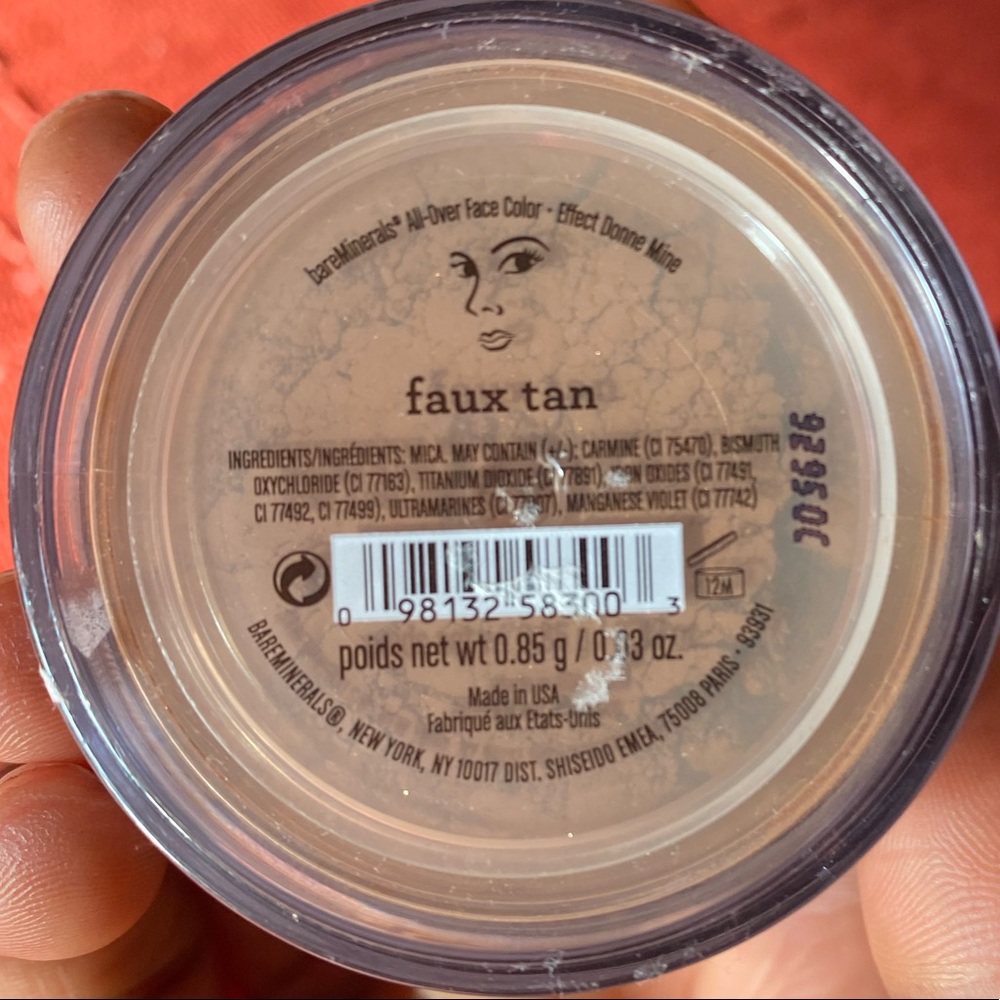 bareMinerals® All-Over Face Color • Effect Donne Mine
faux tan
INGREDIENTS/INGRÉDIENTS: MICA. MAY CONTAIN (+/-): CARMINE (CI 75470), BISMUTH
OXYCHLORIDE (CI 77163), TITANIUM DIOXIDE (CI 77891), IRON OXIDES (CI 77491,
CI 77492, CI 77499), ULTRAMARINES (CI 77007), MANGANESE VIOLET (CI 77742)
12M
0 98132 58300 3
poids net wt 0.85 g / 0.03 oz.
Made in USA
Fabriqué aux Etats-Unis
BAREMINERALS®, NEW YORK, NY 10017 DIST. SHISEIDO EMEA, 75008 PARIS • 93931